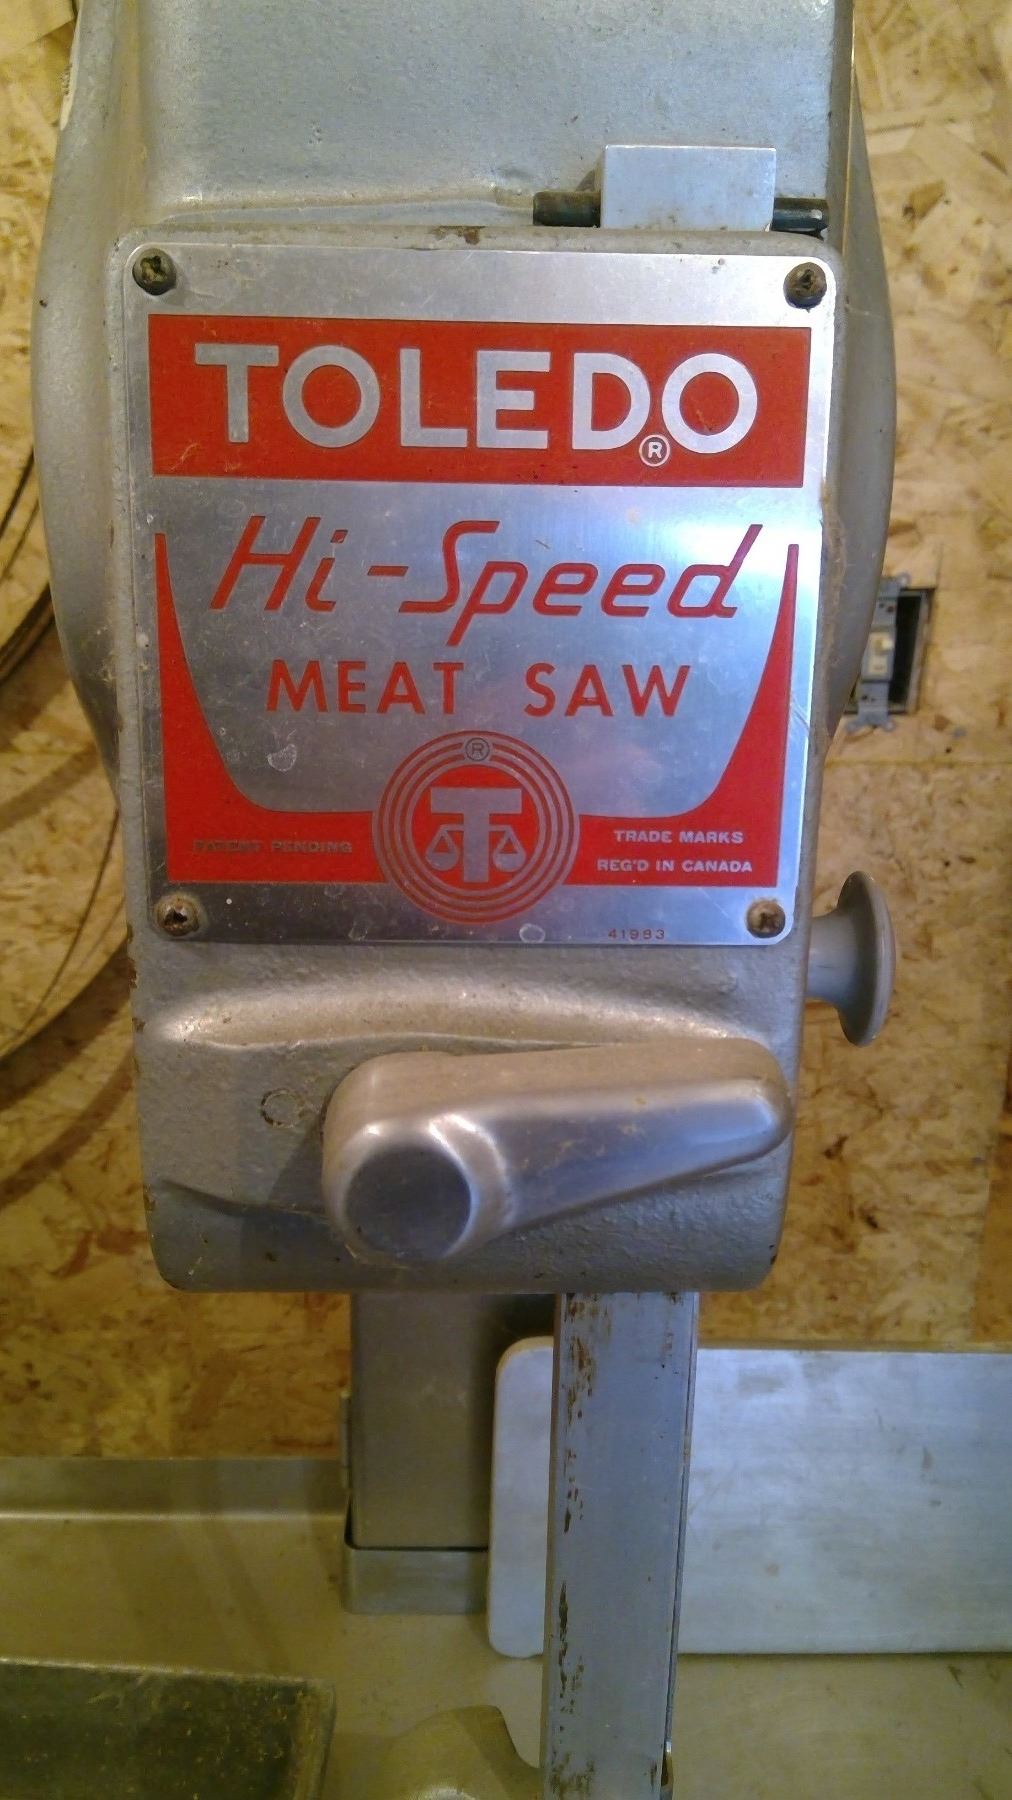 TOLEDO®
Hi-Speed
MEAT SAW
®
T
PATENT PENDING
TRADE MARKS
REG'D IN CANADA
41983